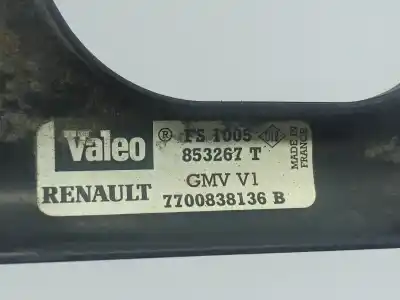 Valeo ® FS 1005
853267 T
MADE IN FRANCE
GMV V1
RENAULT 7700838136 B